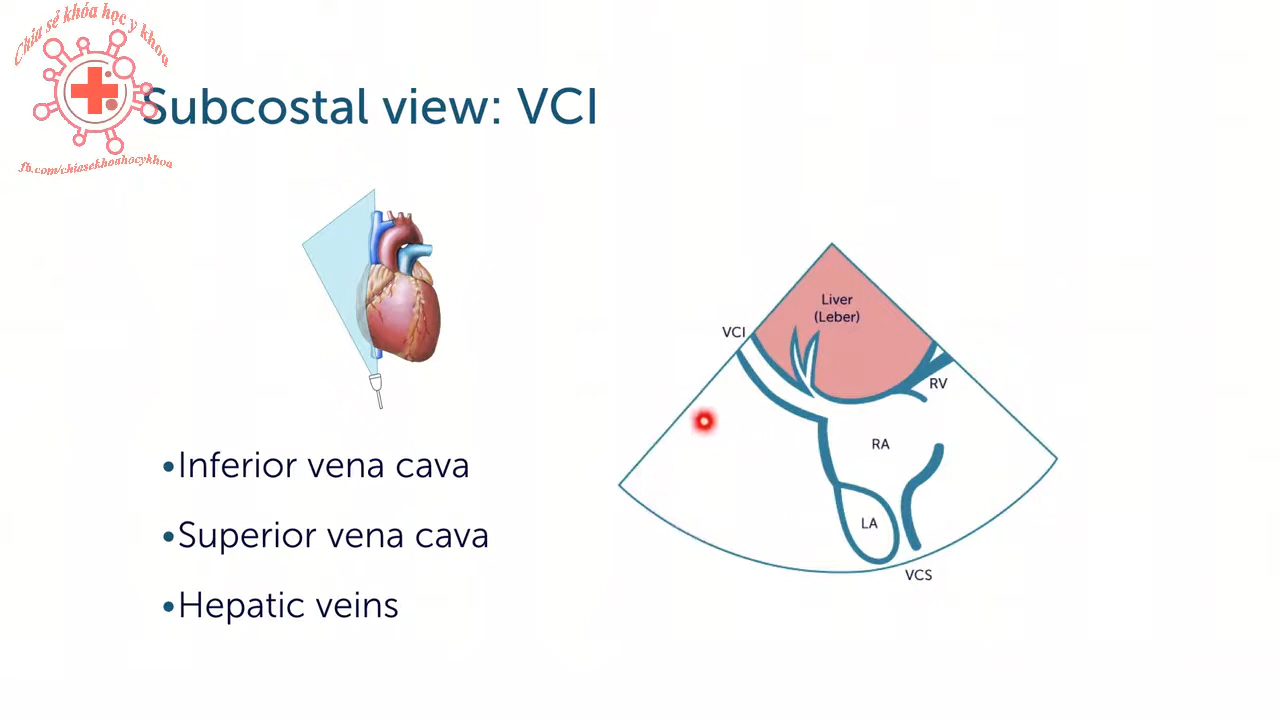 Chia sẻ khóa học y khoa
fb.com/chiasekhoahocykhoa
Subcostal view: VCI
Liver
(Leber)
VCI
RV
RA
LA
VCS
•Inferior vena cava
•Superior vena cava
•Hepatic veins